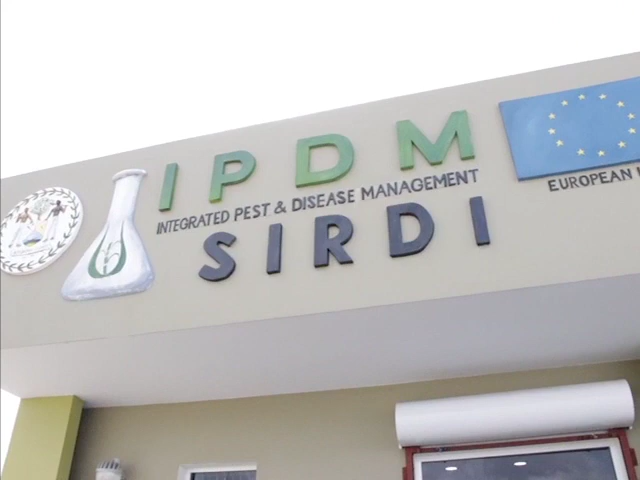 IPDM
INTEGRATED PEST & DISEASE MANAGEMENT
SIRDI
EUROPEAN